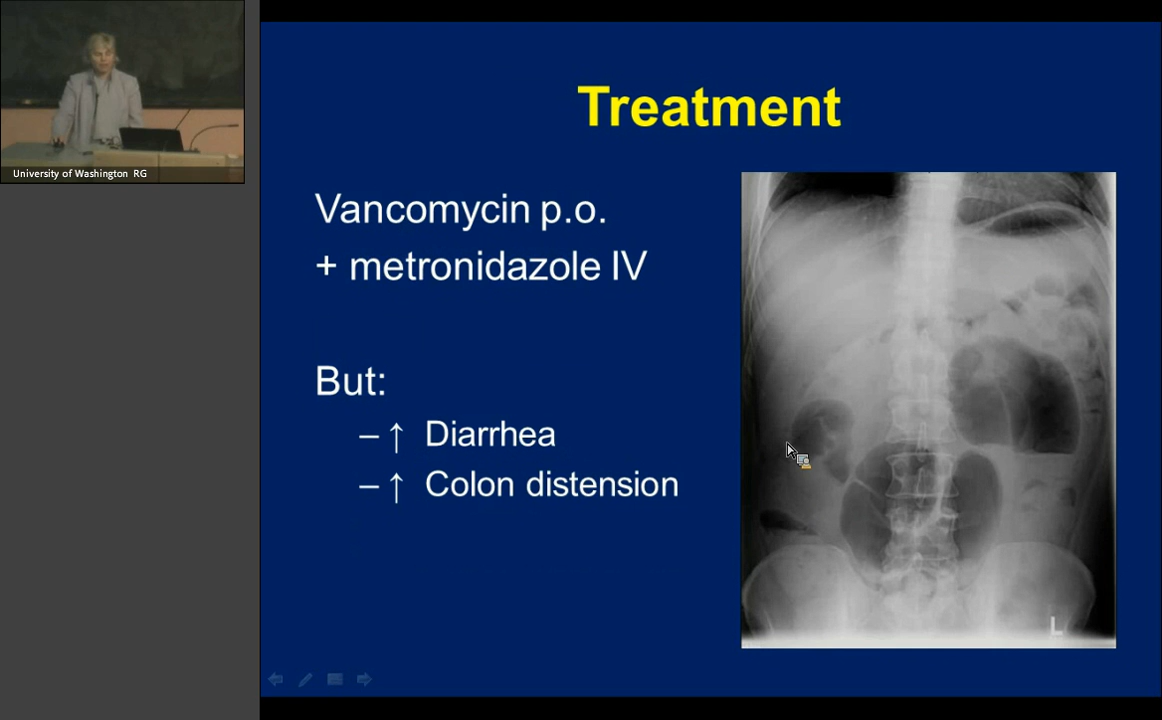 University of Washington RG
Treatment
Vancomycin p.o.
+ metronidazole IV
But:
– ↑ Diarrhea
– ↑ Colon distension
L